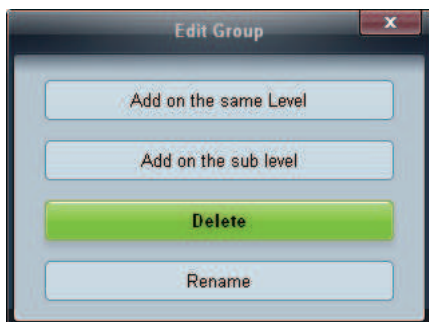 Edit Group
x
Add on the same Level
Add on the sub level
Delete
Rename